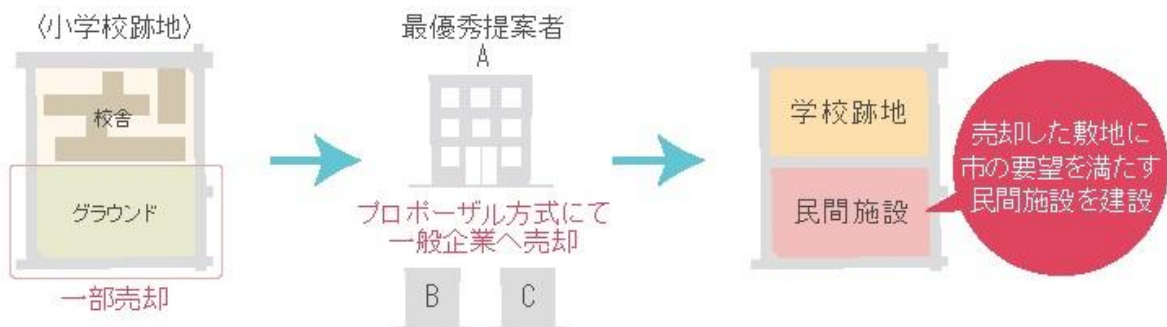 〈小学校跡地〉
校舎
グラウンド
一部売却
最優秀提案者
A
プロポーザル方式にて
一般企業へ売却
B
C
学校跡地
民間施設
売却した敷地に
市の要望を満たす
民間施設を建設